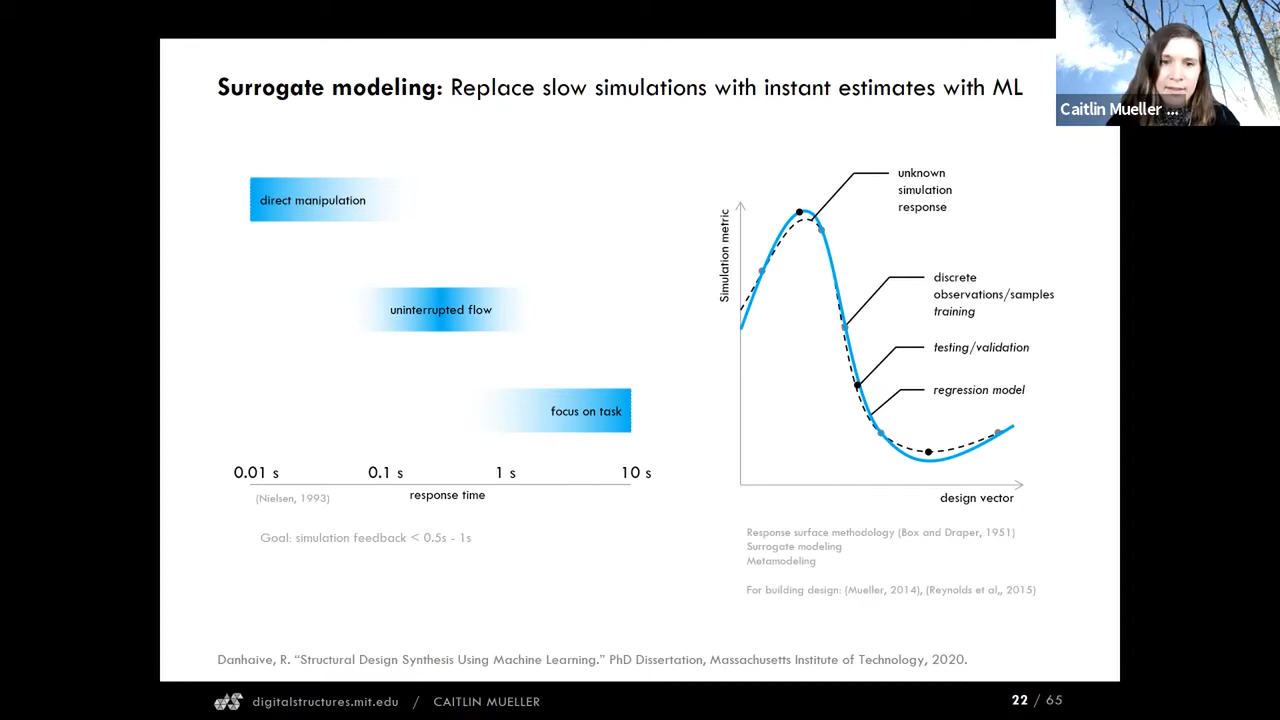 Surrogate modeling: Replace slow simulations with instant estimates with ML
Caitlin Mueller ...
direct manipulation
uninterrupted flow
focus on task
0.01 s 0.1 s 1 s 10 s
(Nielsen, 1993)
response time
Goal: simulation feedback < 0.5s - 1s
Simulation metric
unknown
simulation
response
discrete
observations/samples
training
testing/validation
regression model
design vector
Response surface methodology (Box and Draper, 1951)
Surrogate modeling
Metamodeling
For building design: (Mueller, 2014), (Reynolds et al,, 2015)
Danhaive, R. “Structural Design Synthesis Using Machine Learning.” PhD Dissertation, Massachusetts Institute of Technology, 2020.
digitalstructures.mit.edu / CAITLIN MUELLER
22 / 65